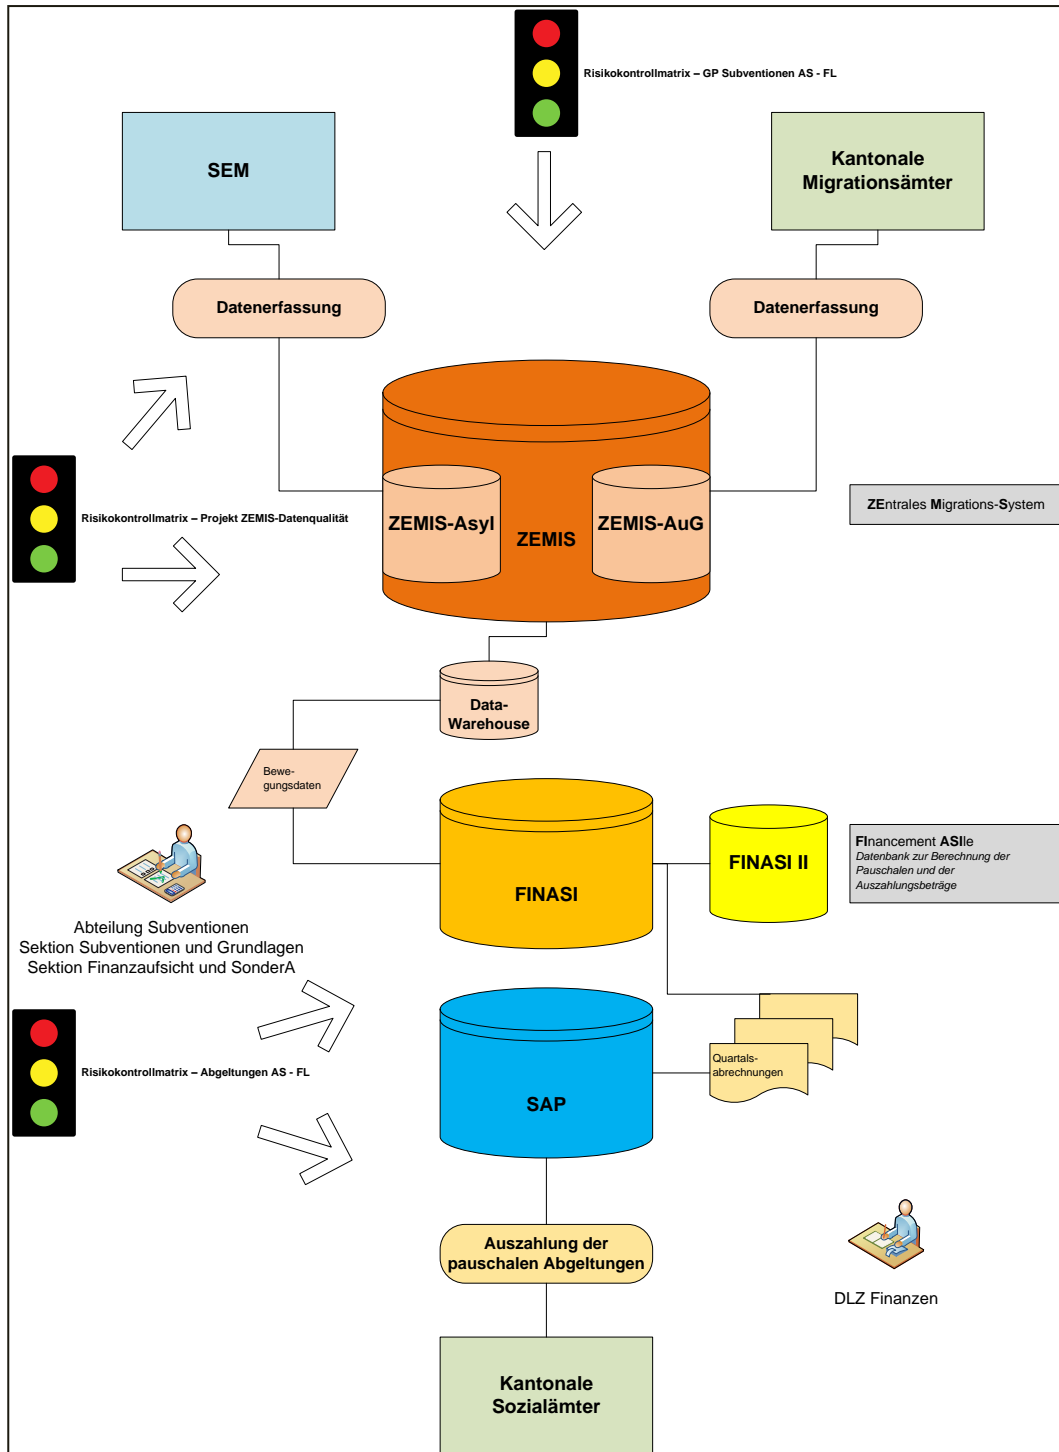 Risikokontrollmatrix – GP Subventionen AS - FL
SEM
Kantonale
Migrationsämter
Datenerfassung
Datenerfassung
Risikokontrollmatrix – Projekt ZEMIS-Datenqualität
ZEMIS-Asyl
ZEMIS
ZEMIS-AuG
ZEntrales Migrations-System
Data-
Warehouse
Bewe-
gungsdaten
FINASI
FINASI II
FInancement ASIle
Datenbank zur Berechnung der
Pauschalen und der
Auszahlungsbeträge
Abteilung Subventionen
Sektion Subventionen und Grundlagen
Sektion Finanzaufsicht und SonderA
Risikokontrollmatrix – Abgeltungen AS - FL
SAP
Quartals-
abrechnungen
Auszahlung der
pauschalen Abgeltungen
DLZ Finanzen
Kantonale
Sozialämter